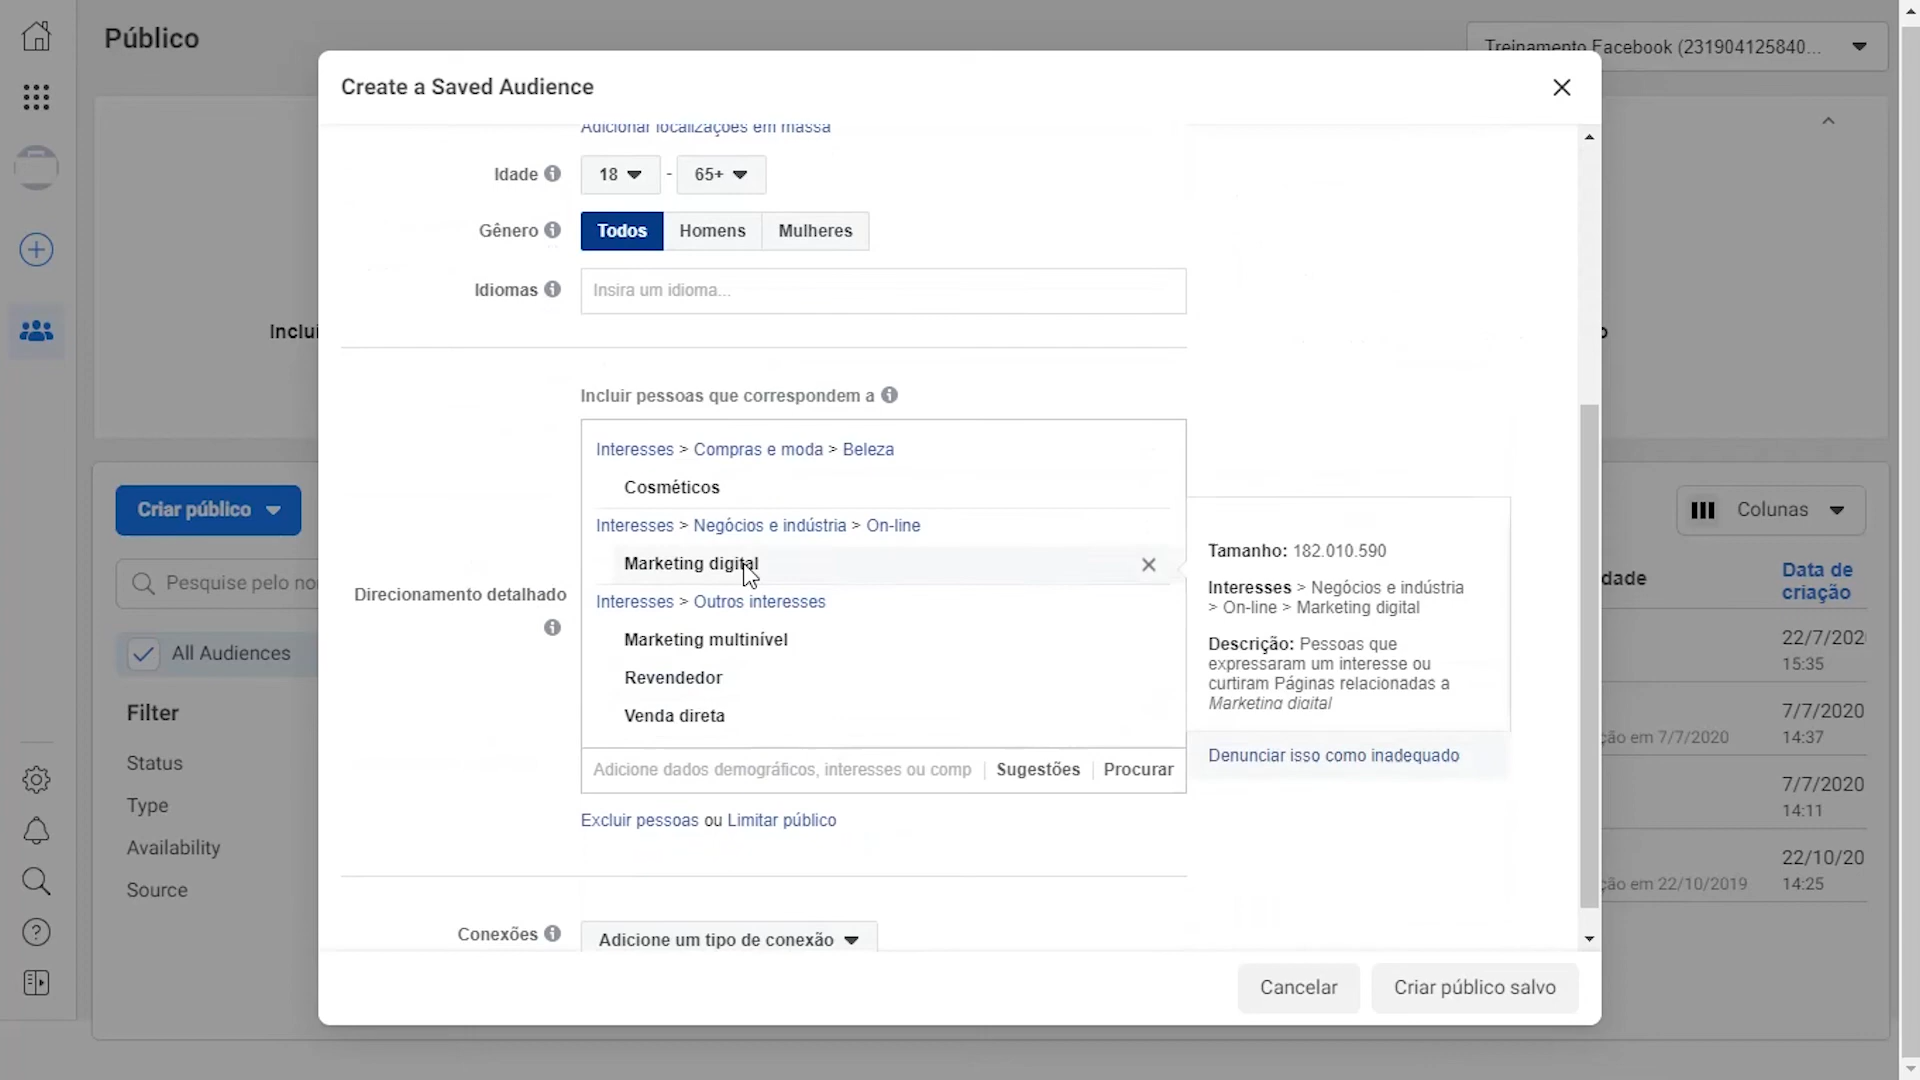 Público
Treinamento Facebook (231904125840...
Create a Saved Audience
Adicionar localizações em massa
Idade
18 - 65+
Gênero
Todos Homens Mulheres
Idiomas
Insira um idioma...
Inclui
Incluir pessoas que correspondem a
Interesses > Compras e moda > Beleza
Cosméticos
Interesses > Negócios e indústria > On-line
Marketing digital
Interesses > Outros interesses
Marketing multinível
Revendedor
Venda direta
Direcionamento detalhado
Adicione dados demográficos, interesses ou comp
Sugestões
Procurar
Excluir pessoas ou Limitar público
Tamanho: 182.010.590
Interesses > Negócios e indústria
> On-line > Marketing digital
Descrição: Pessoas que
expressaram um interesse ou
curtiram Páginas relacionadas a
Marketing digital
Denunciar isso como inadequado
Conexões
Adicione um tipo de conexão
Cancelar
Criar público salvo
Criar público
Pesquise pelo no
All Audiences
Filter
Status
Type
Availability
Source
Colunas
dade
Data de
criação
22/7/202
15:35
7/7/2020
ção em 7/7/2020
14:37
7/7/2020
14:11
22/10/20
ção em 22/10/2019
14:25